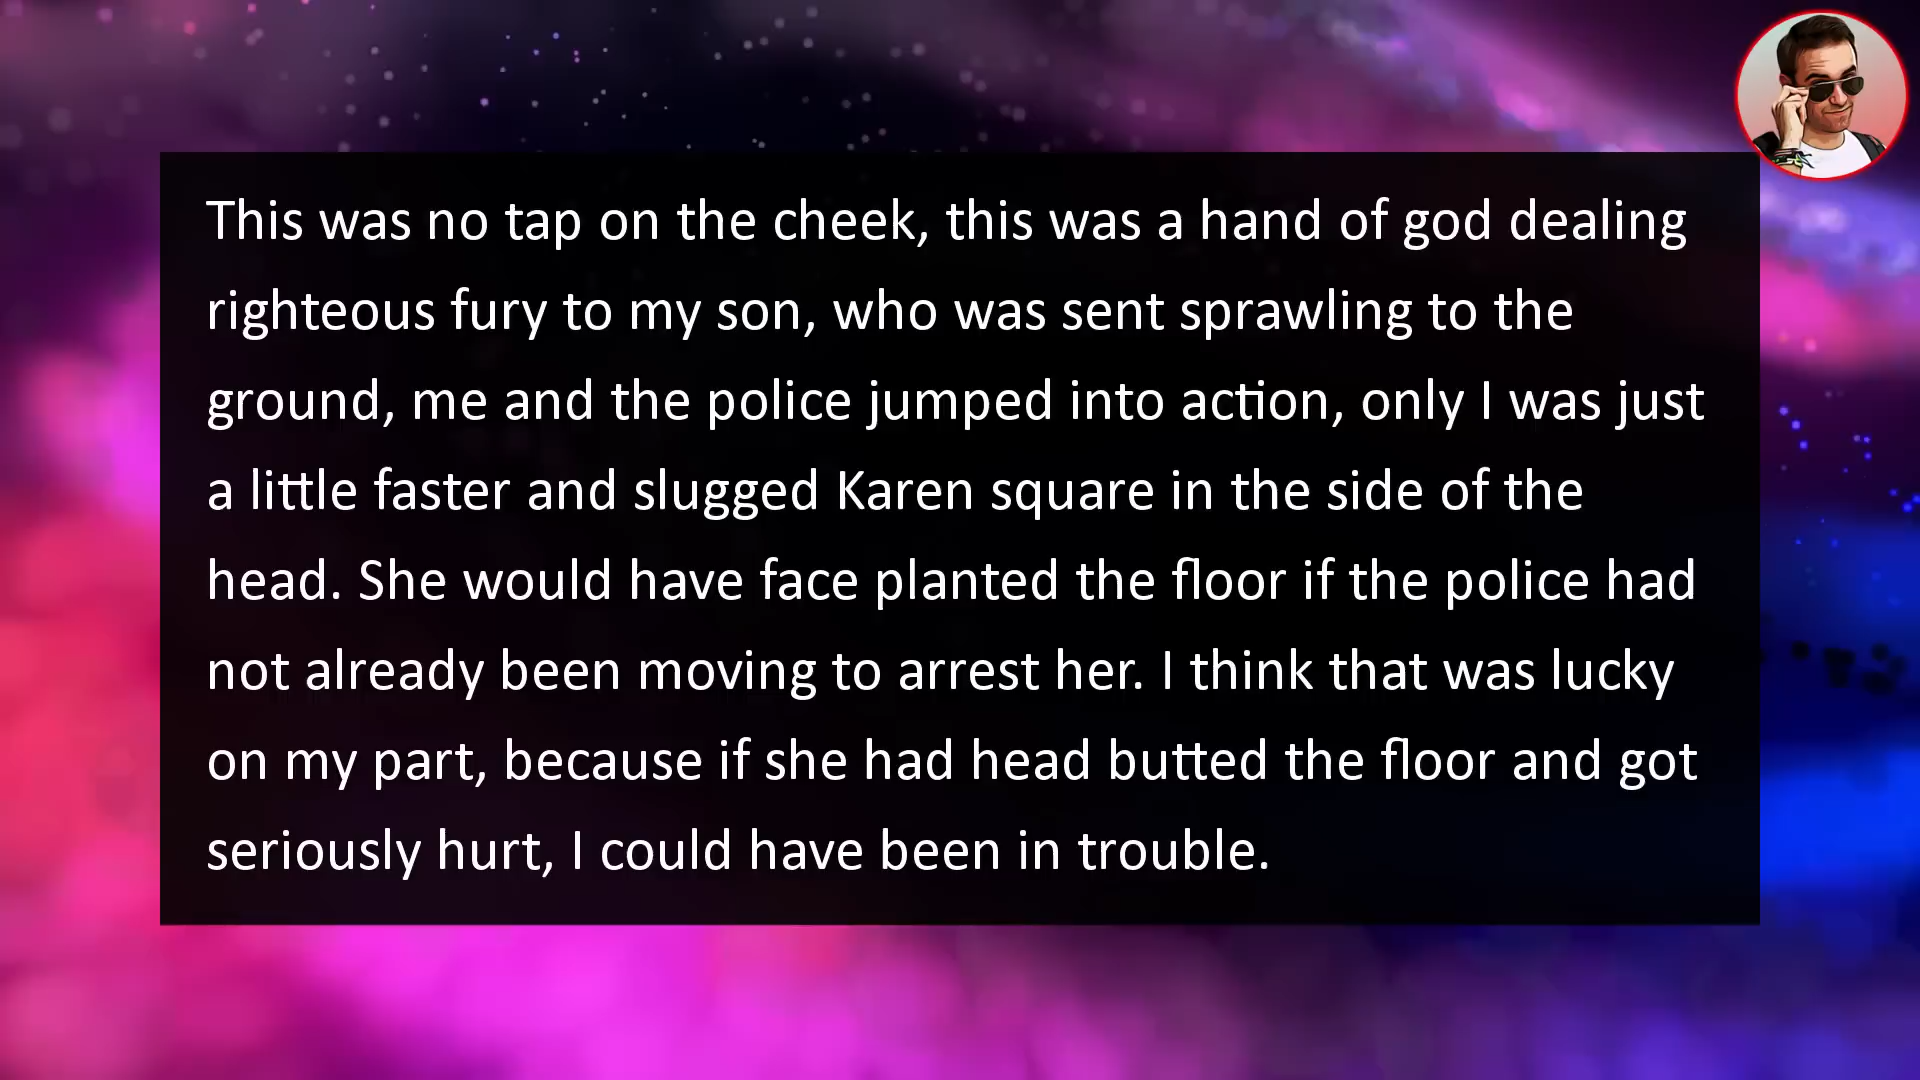 This was no tap on the cheek, this was a hand of god dealing
righteous fury to my son, who was sent sprawling to the
ground, me and the police jumped into action, only I was just
a little faster and slugged Karen square in the side of the
head. She would have face planted the floor if the police had
not already been moving to arrest her. I think that was lucky
on my part, because if she had head butted the floor and got
seriously hurt, I could have been in trouble.